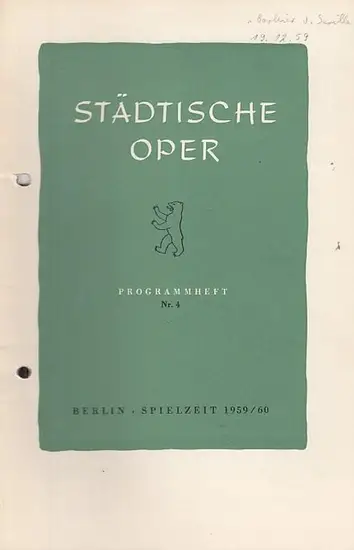 „Barbier v. Sevilla
19.12.59
STÄDTISCHE
OPER
PROGRAMMHEFT
Nr. 4
BERLIN · SPIELZEIT 1959/60